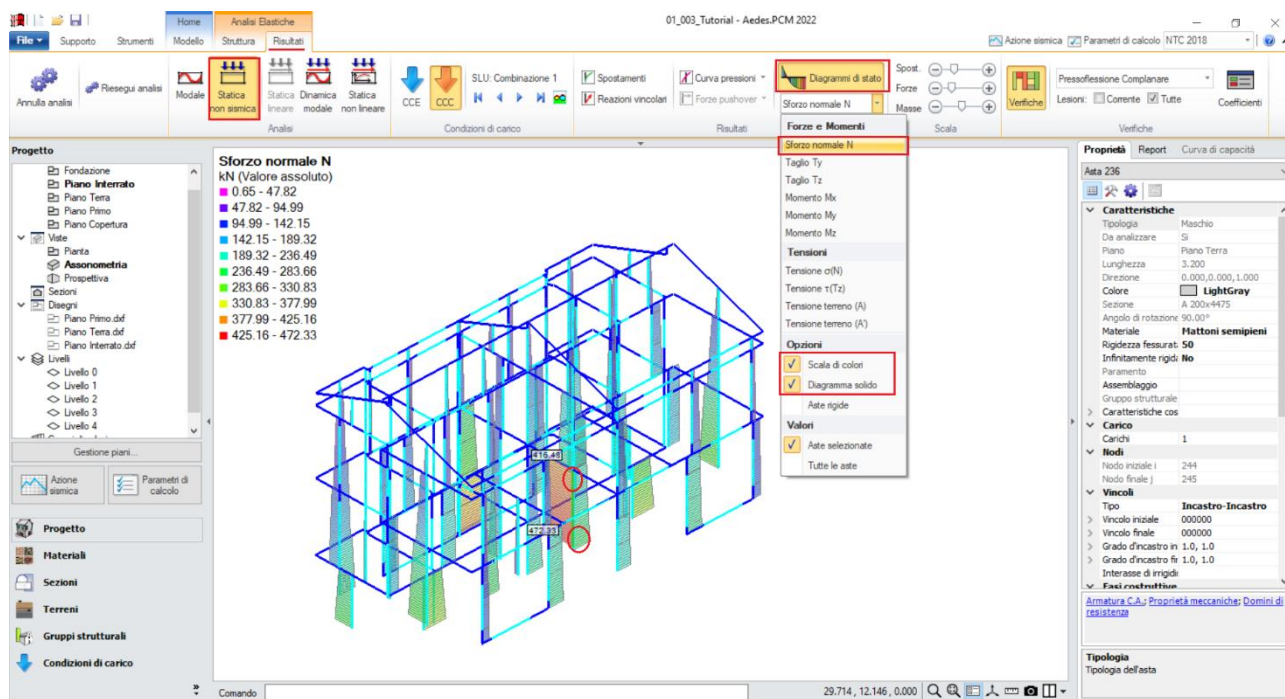 01_003_Tutorial - Aedes.PCM 2022
Home
Analisi Elastiche
File
Supporto
Strumenti
Modello
Struttura
Risultati
Azione sismica
Parametri di calcolo
NTC 2018
Annulla analisi
Riesegui analisi
Modale
Statica
non sismica
Statica
lineare
Dinamica
modale
Statica
non lineare
Analisi
CCE
CCC
SLU: Combinazione 1
Condizioni di carico
Spostamenti
Reazioni vincolari
Curva pressioni
Forze pushover
Diagrammi di stato
Sforzo normale N
Risultati
Spost.
Forze
Masse
Scala
Verifiche
Pressoflessione Complanare
Lesioni:
Corrente
Tutte
Coefficienti
Verifiche
Progetto
Fondazione
Piano Interrato
Piano Terra
Piano Primo
Piano Copertura
Viste
Pianta
Assonometria
Prospettiva
Sezioni
Disegni
Piano Primo.dxf
Piano Terra.dxf
Piano Interrato.dxf
Livelli
Livello 0
Livello 1
Livello 2
Livello 3
Livello 4
Gestione piani...
Azione
sismica
Parametri di
calcolo
Progetto
Materiali
Sezioni
Terreni
Gruppi strutturali
Condizioni di carico
Sforzo normale N
kN (Valore assoluto)
0.65 - 47.82
47.82 - 94.99
94.99 - 142.15
142.15 - 189.32
189.32 - 236.49
236.49 - 283.66
283.66 - 330.83
330.83 - 377.99
377.99 - 425.16
425.16 - 472.33
416.48
472.33
Forze e Momenti
Sforzo normale N
Taglio Ty
Taglio Tz
Momento Mx
Momento My
Momento Mz
Tensioni
Tensione σ(N)
Tensione τ(Tz)
Tensione terreno (A)
Tensione terreno (A')
Opzioni
Scala di colori
Diagramma solido
Aste rigide
Valori
Aste selezionate
Tutte le aste
Comando
29.714 , 12.146 , 0.000
Proprietà
Report
Curva di capacità
Asta 236
Caratteristiche
Tipologia Maschio
Da analizzare Sì
Piano Piano Terra
Lunghezza 3.200
Direzione 0.000,0.000,1.000
Colore LightGray
Sezione A 200x4475
Angolo di rotazione 90.00°
Materiale Mattoni semipieni
Rigidezza fessurat 50
Infinitamente rigida No
Paramento
Assemblaggio
Gruppo strutturale
Caratteristiche cos
Carico
Carichi 1
Nodi
Nodo iniziale i 244
Nodo finale j 245
Vincoli
Tipo Incastro-Incastro
Vincolo iniziale 000000
Vincolo finale 000000
Grado d'incastro in 1.0, 1.0
Grado d'incastro fir 1.0, 1.0
Interasse di irrigidi
Fasi costruttive
Armatura C.A.; Proprietà meccaniche; Domini di
resistenza
Tipologia
Tipologia dell'asta